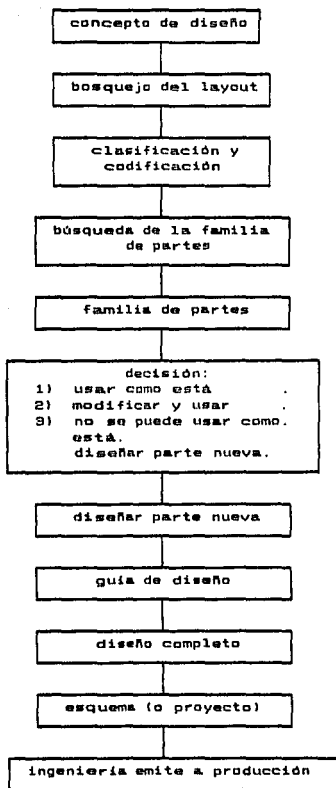 concepto de diseño
bosquejo del layout
clasificación y
codificación
búsqueda de la familia
de partes
familia de partes
decisión:
1) usar como está .
2) modificar y usar .
3) no se puede usar como.
está.
diseñar parte nueva.
diseñar parte nueva
guía de diseño
diseño completo
esquema (o proyecto)
ingeniería emite a producción